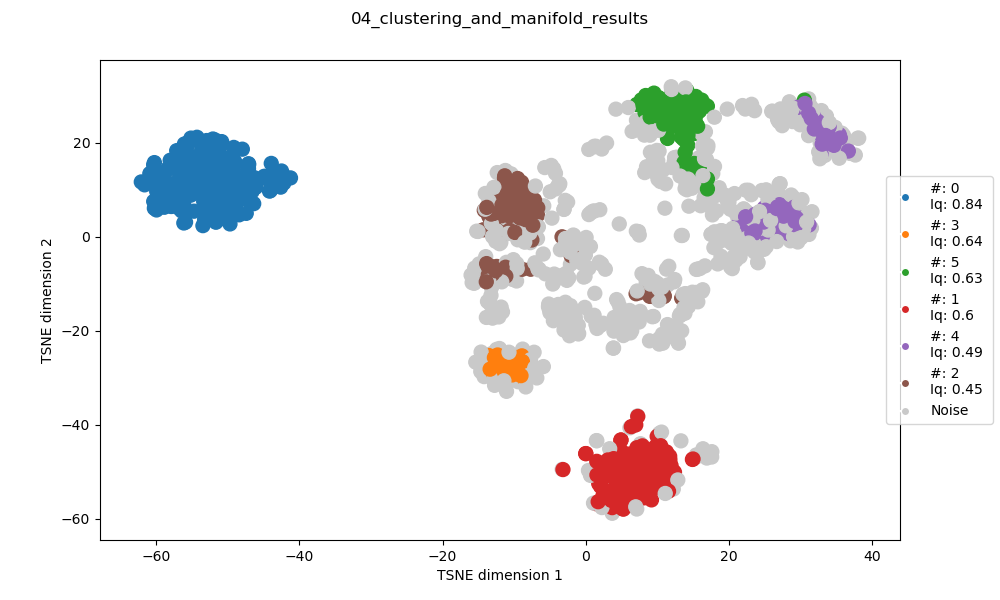 04_clustering_and_manifold_results
20
0
−20
−40
−60
TSNE dimension 2
−60
−40
−20
0
20
40
TSNE dimension 1
#: 0
Iq: 0.84
#: 3
Iq: 0.64
#: 5
Iq: 0.63
#: 1
Iq: 0.6
#: 4
Iq: 0.49
#: 2
Iq: 0.45
Noise